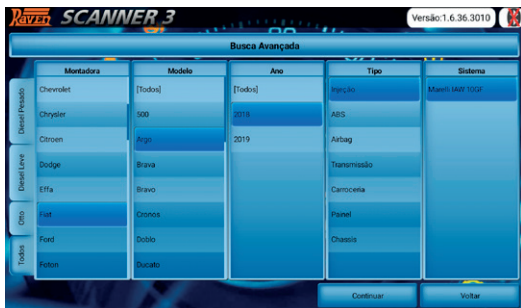 Raven SCANNER 3 Versão:1.6.36.3010
Busca Avançada
Montadora Modelo Ano Tipo Sistema
Chevrolet [Todos] [Todos] Injeção Marelli IAW 10GF
Chrysler 500 2018 ABS
Citroen Argo 2019 Airbag
Dodge Brava Transmissão
Effa Bravo Carroceria
Fiat Cronos Painel
Ford Doblo Chassis
Foton Ducato
Diesel Pesado
Diesel Leve
Otto
Todos
Continuar Voltar